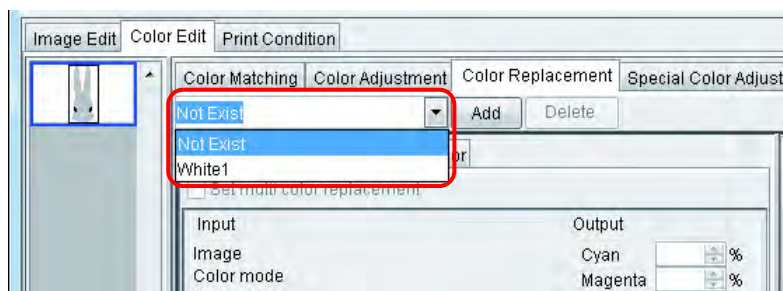 Image Edit Color Edit Print Condition
Color Matching Color Adjustment Color Replacement Special Color Adjust
Not Exist Add Delete
Not Exist
or
White1
Set multi color replacement
Input Output
Image Cyan %
Color mode Magenta %